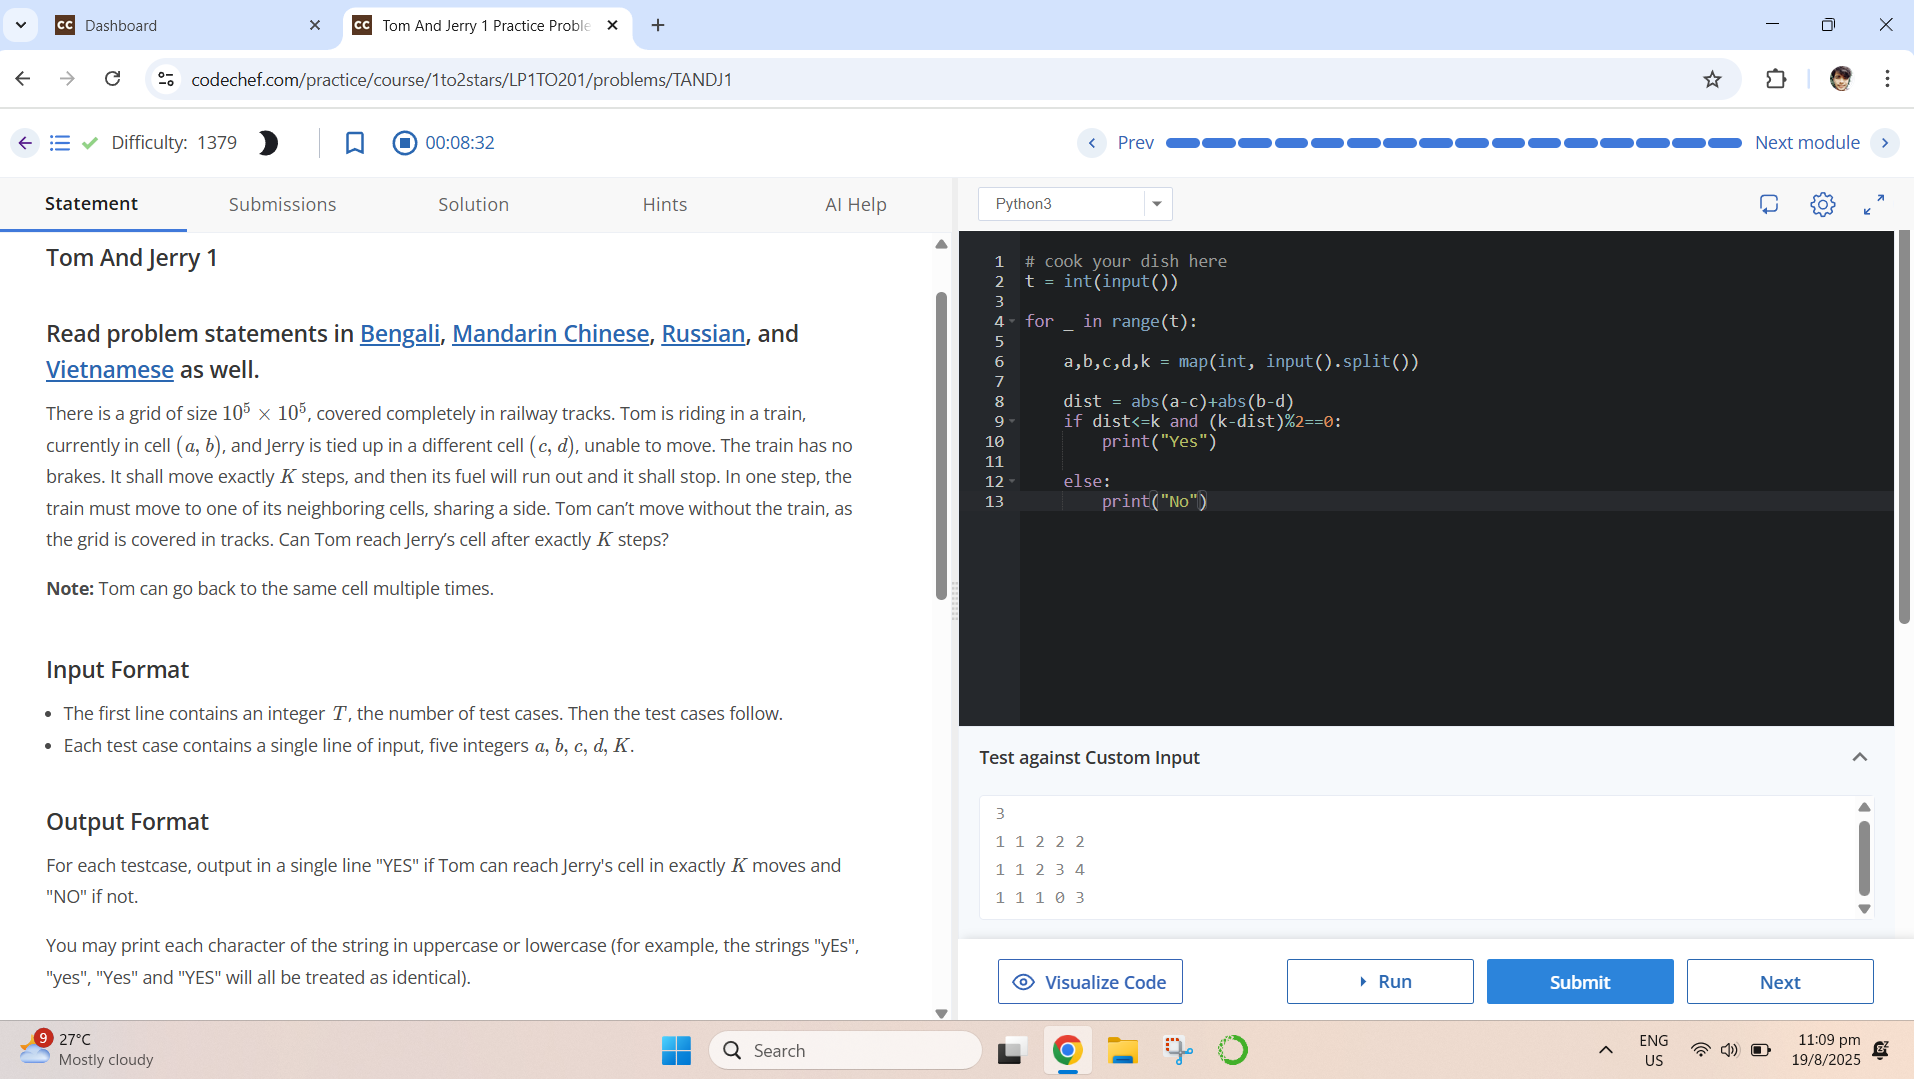 CC Dashboard
CC Tom And Jerry 1 Practice Proble
codechef.com/practice/course/1to2stars/LP1TO201/problems/TANDJ1
Difficulty: 1379
00:08:32
Prev
Next module
Statement
Submissions
Solution
Hints
AI Help
Tom And Jerry 1
Read problem statements in Bengali, Mandarin Chinese, Russian, and
Vietnamese as well.
There is a grid of size 10^5 × 10^5, covered completely in railway tracks. Tom is riding in a train,
currently in cell (a, b), and Jerry is tied up in a different cell (c, d), unable to move. The train has no
brakes. It shall move exactly K steps, and then its fuel will run out and it shall stop. In one step, the
train must move to one of its neighboring cells, sharing a side. Tom can’t move without the train, as
the grid is covered in tracks. Can Tom reach Jerry’s cell after exactly K steps?
Note: Tom can go back to the same cell multiple times.
Input Format
• The first line contains an integer T, the number of test cases. Then the test cases follow.
• Each test case contains a single line of input, five integers a, b, c, d, K.
Output Format
For each testcase, output in a single line "YES" if Tom can reach Jerry's cell in exactly K moves and
"NO" if not.
You may print each character of the string in uppercase or lowercase (for example, the strings "yEs",
"yes", "Yes" and "YES" will all be treated as identical).
Python3
1 # cook your dish here
2 t = int(input())
3
4 for _ in range(t):
5
6     a,b,c,d,k = map(int, input().split())
7
8     dist = abs(a-c)+abs(b-d)
9     if dist<=k and (k-dist)%2==0:
10         print("Yes")
11
12     else:
13         print("No")
Test against Custom Input
3
1 1 2 2 2
1 1 2 3 4
1 1 1 0 3
Visualize Code
Run
Submit
Next
9
27°C
Mostly cloudy
Search
ENG
US
11:09 pm
19/8/2025